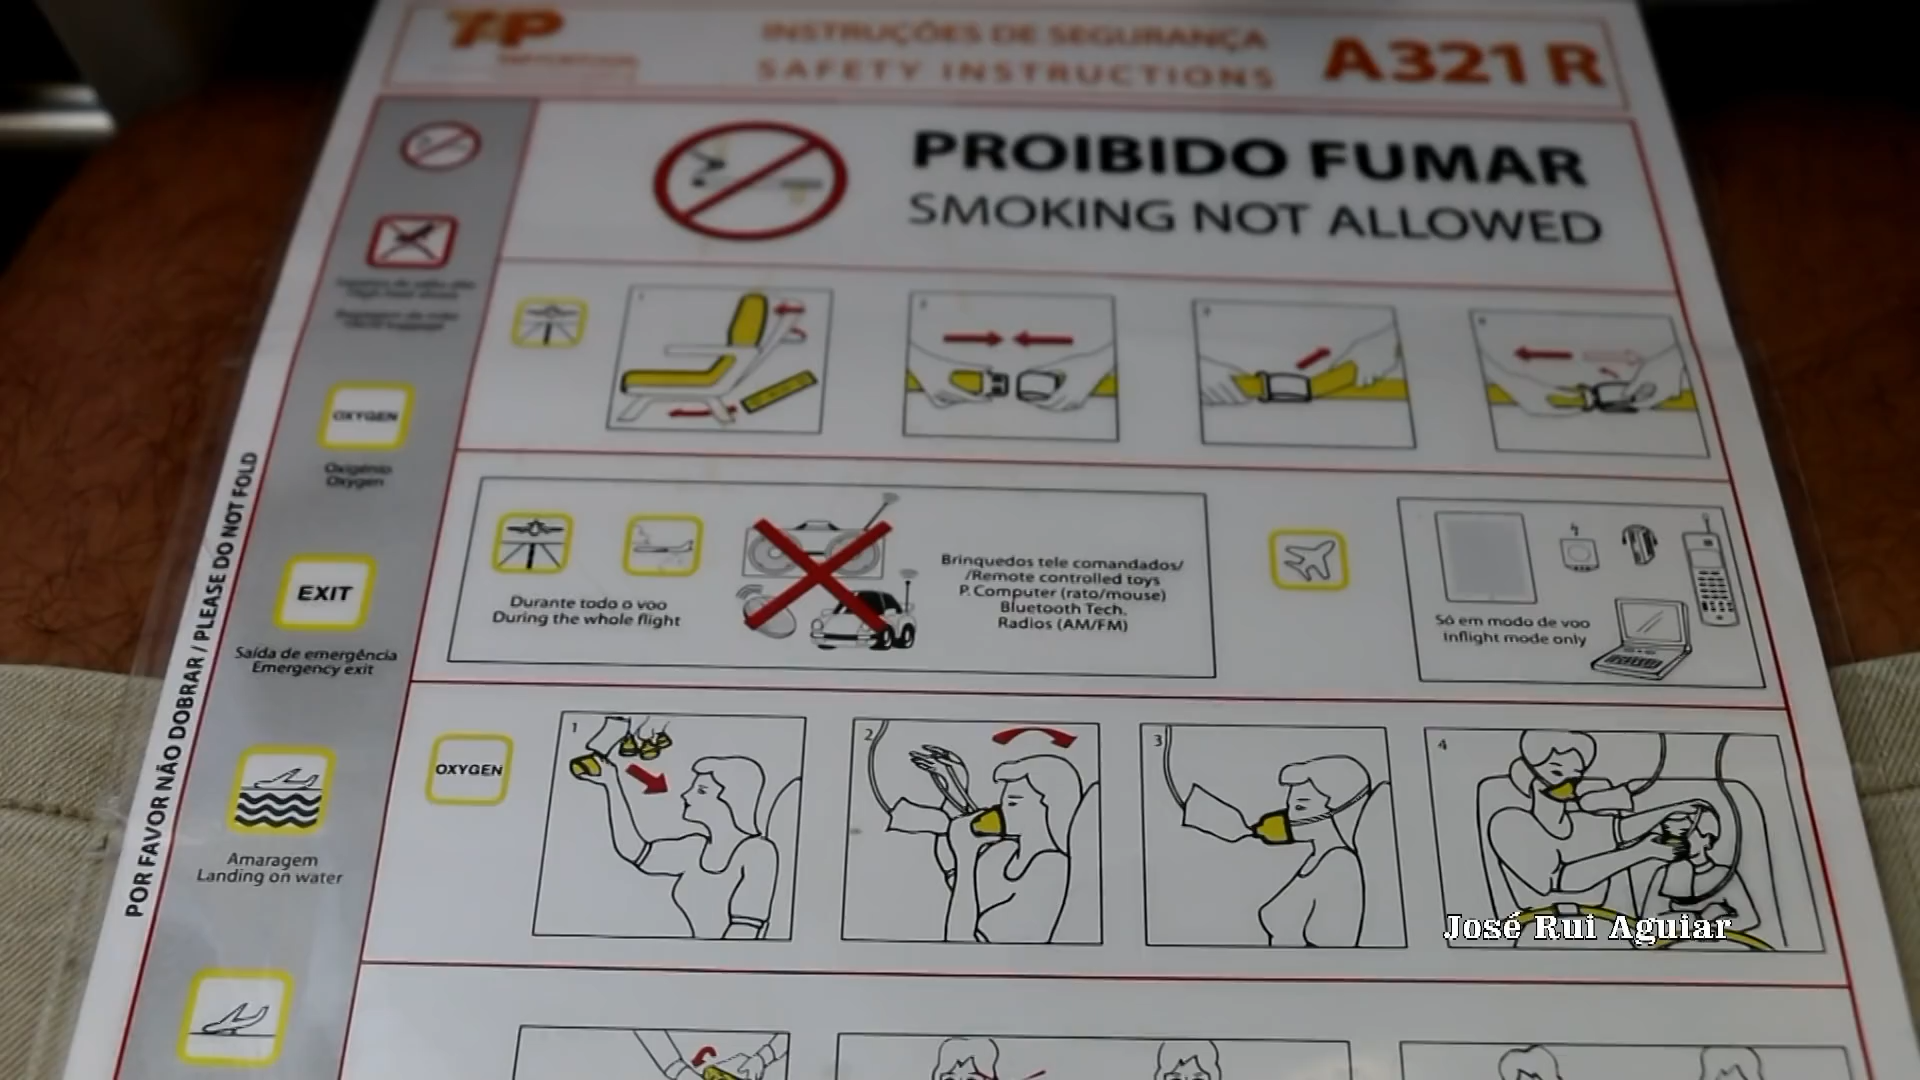 TAP PORTUGAL
INSTRUÇÕES DE SEGURANÇA
SAFETY INSTRUCTIONS
A321 R
PROIBIDO FUMAR
SMOKING NOT ALLOWED
OXYGEN
Oxigénio
Oxygen
EXIT
Saída de emergência
Emergency exit
Amaragem
Landing on water
POR FAVOR NÃO DOBRAR / PLEASE DO NOT FOLD
Durante todo o voo
During the whole flight
Brinquedos tele comandados/
/Remote controlled toys
P. Computer (rato/mouse)
Bluetooth Tech.
Radios (AM/FM)
Só em modo de voo
Inflight mode only
OXYGEN
1
2
3
4
José Rui Aguiar